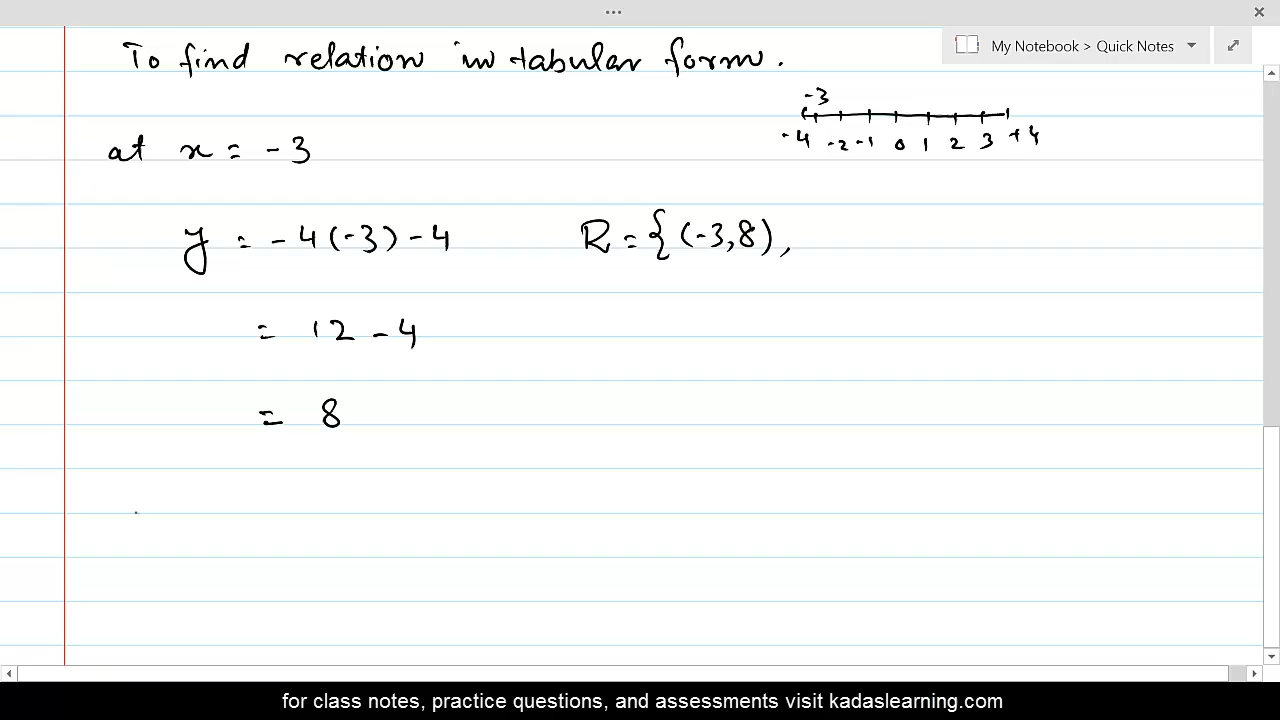 To find relation in tabular form.
My Notebook > Quick Notes
-3
-4 -2 -1 0 1 2 3 +4
at x = -3
y = -4(-3)-4
R = { (-3,8) ,
= 12 - 4
= 8
for class notes, practice questions, and assessments visit kadaslearning.com